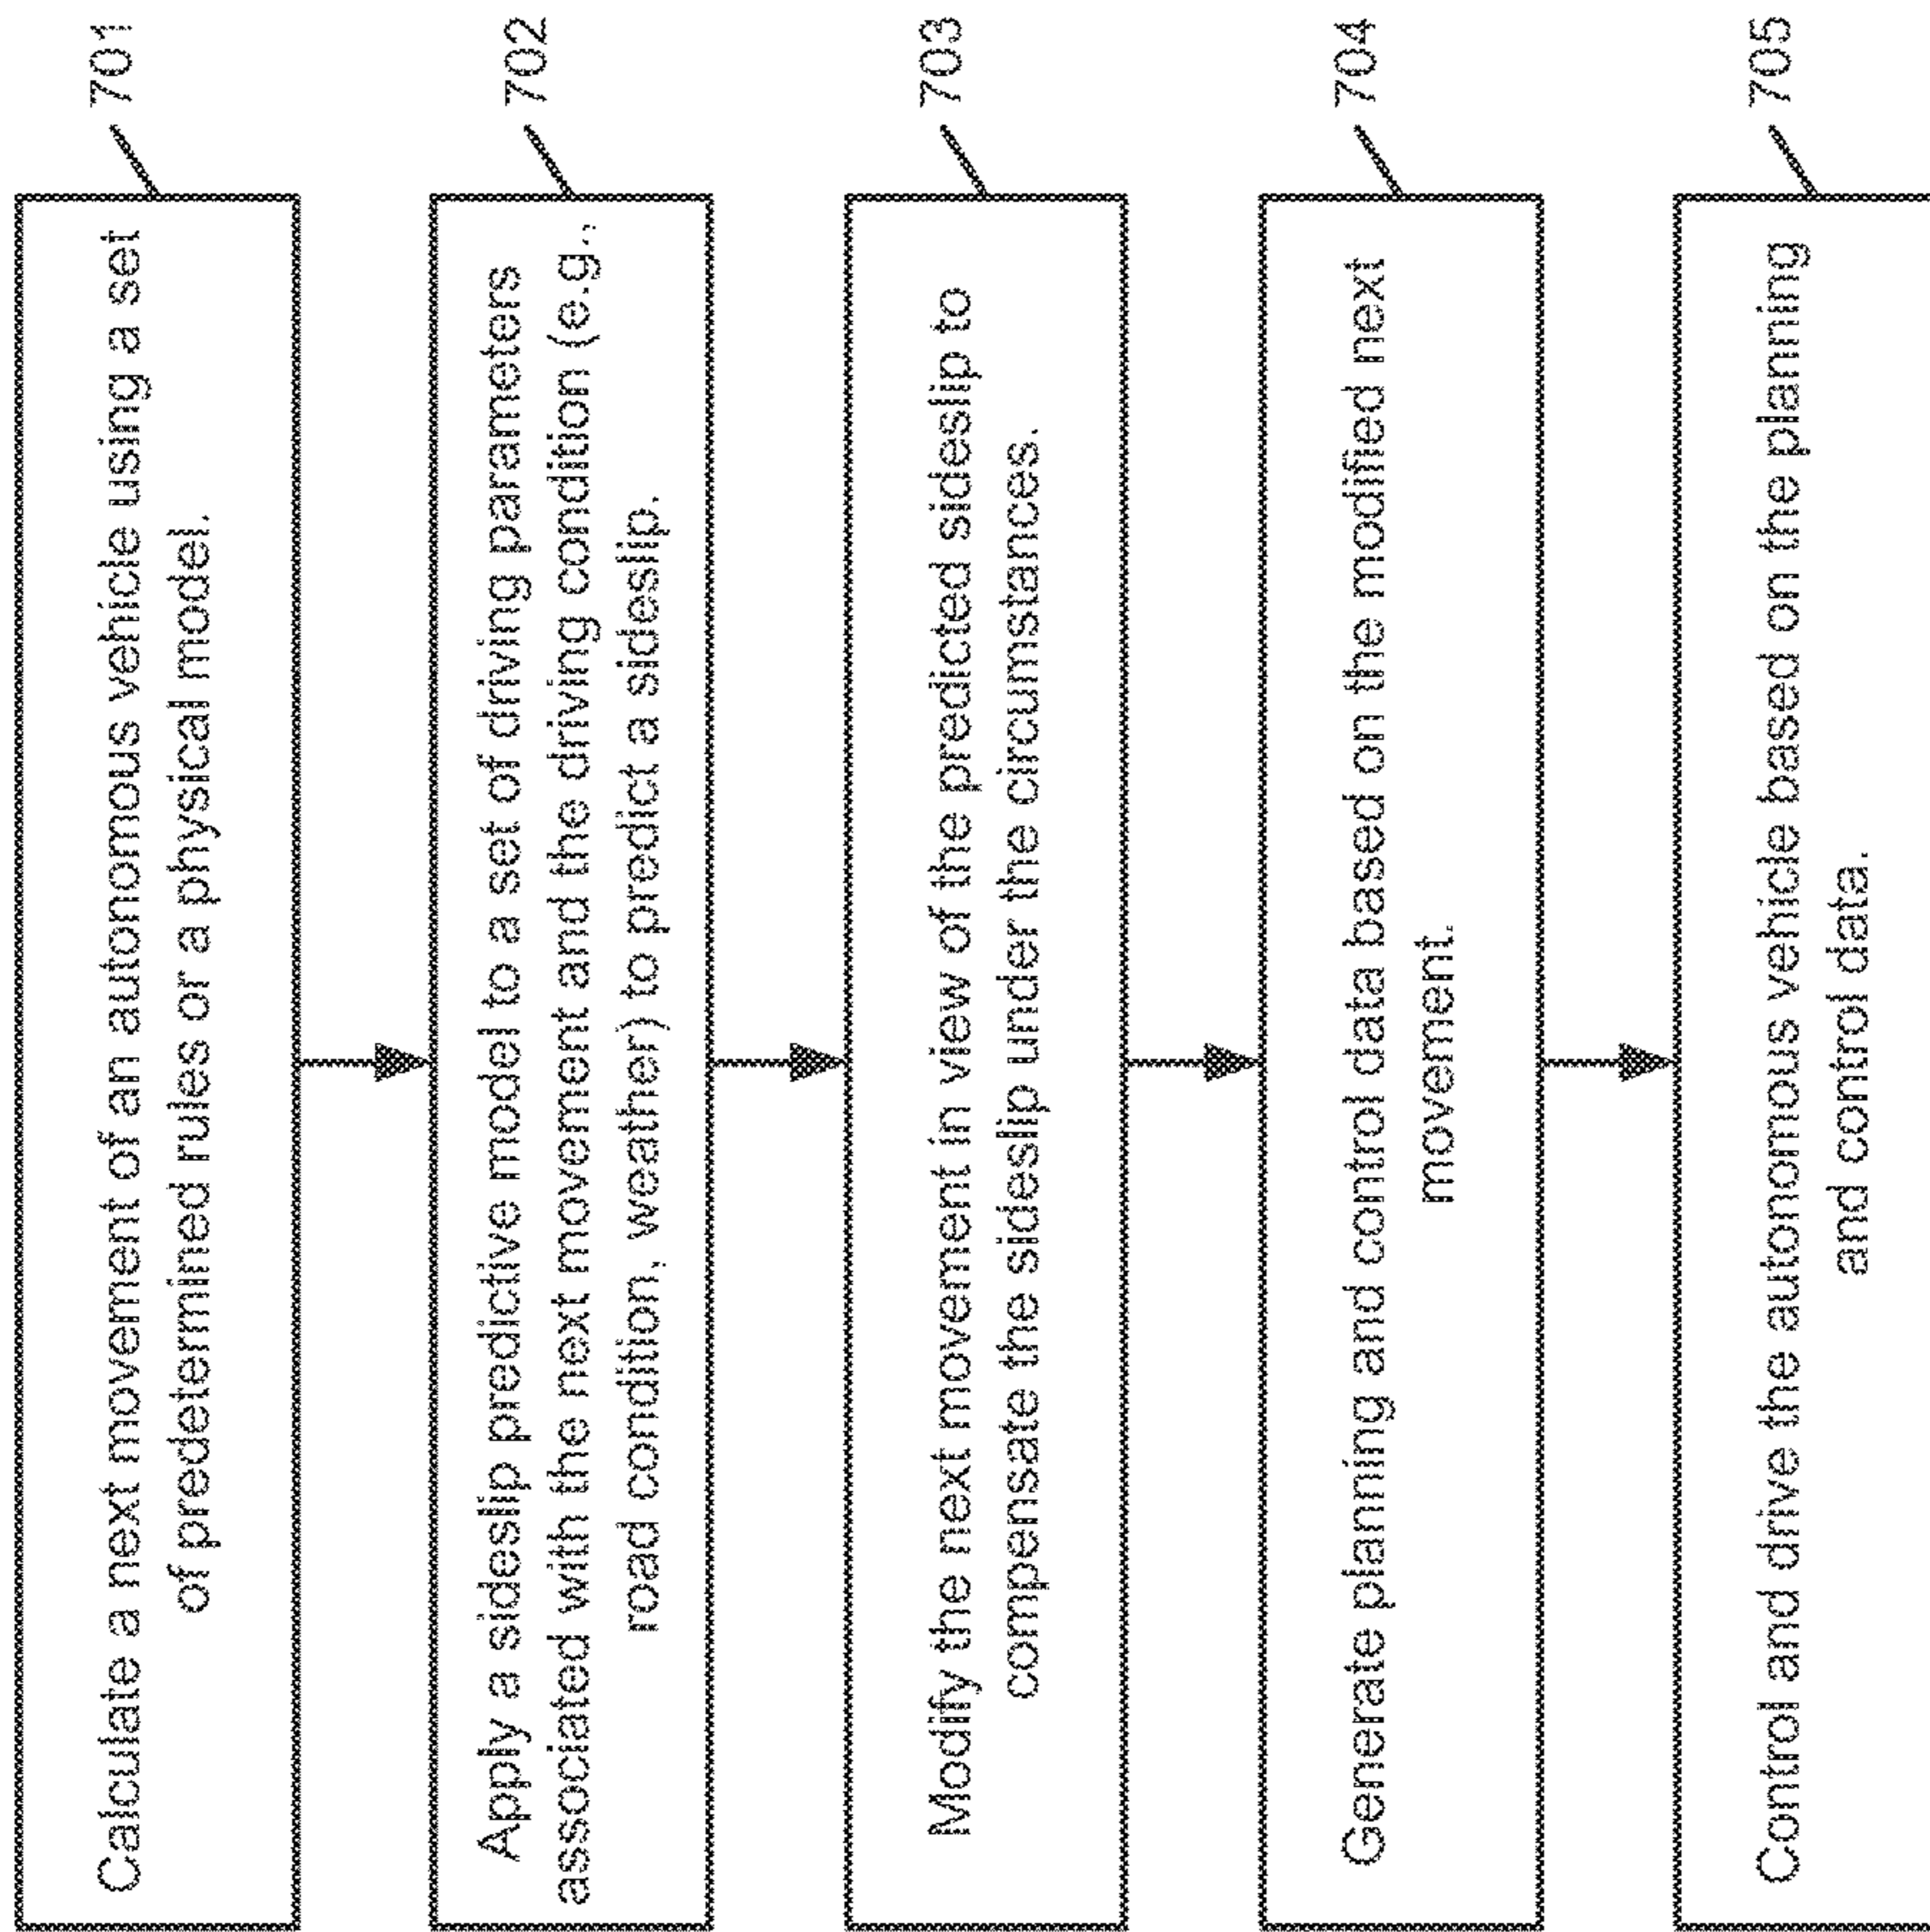 701
Calculate a next movement of an autonomous vehicle using a set
of predetermined rules or a physical model.
702
Apply a sideslip predictive model to a set of driving parameters
associated with the next movement and the driving condition (e.g.,
road condition, weather) to predict a sideslip.
703
Modify the next movement in view of the predicted sideslip to
compensate the sideslip under the circumstances.
704
Generate planning and control data based on the modified next
movement.
705
Control and drive the autonomous vehicle based on the planning
and control data.